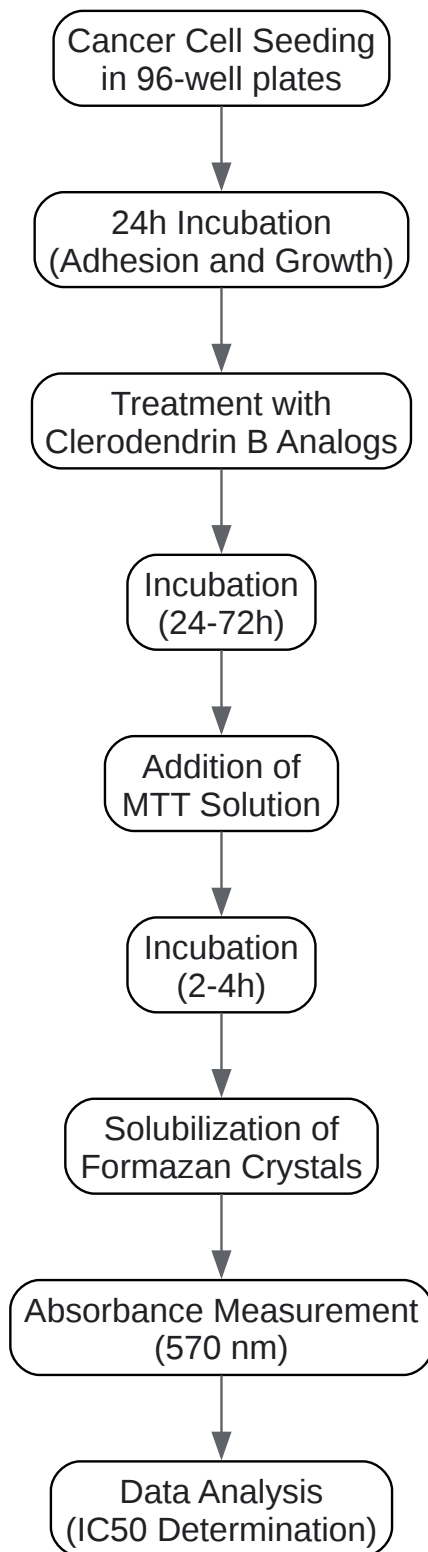 Cancer Cell Seeding
in 96-well plates
24h Incubation
(Adhesion and Growth)
Treatment with
Clerodendrin B Analogs
Incubation
(24-72h)
Addition of
MTT Solution
Incubation
(2-4h)
Solubilization of
Formazan Crystals
Absorbance Measurement
(570 nm)
Data Analysis
(IC50 Determination)